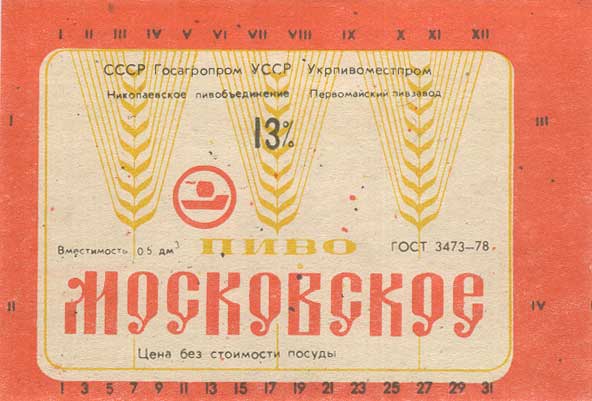 I II III IV V VI VII VIII IX X XI XII
СССР Госагропром УССР Укрпивоместпром
Николаевское пивобъединение Первомайский пивзавод
13%
I
III
Вместимость 0,5 дм³
ПИВО
ГОСТ 3473-78
МОСКОВСКОЕ
II
IV
Цена без стоимости посуды
1 3 5 7 9 11 13 15 17 19 21 23 25 27 29 31